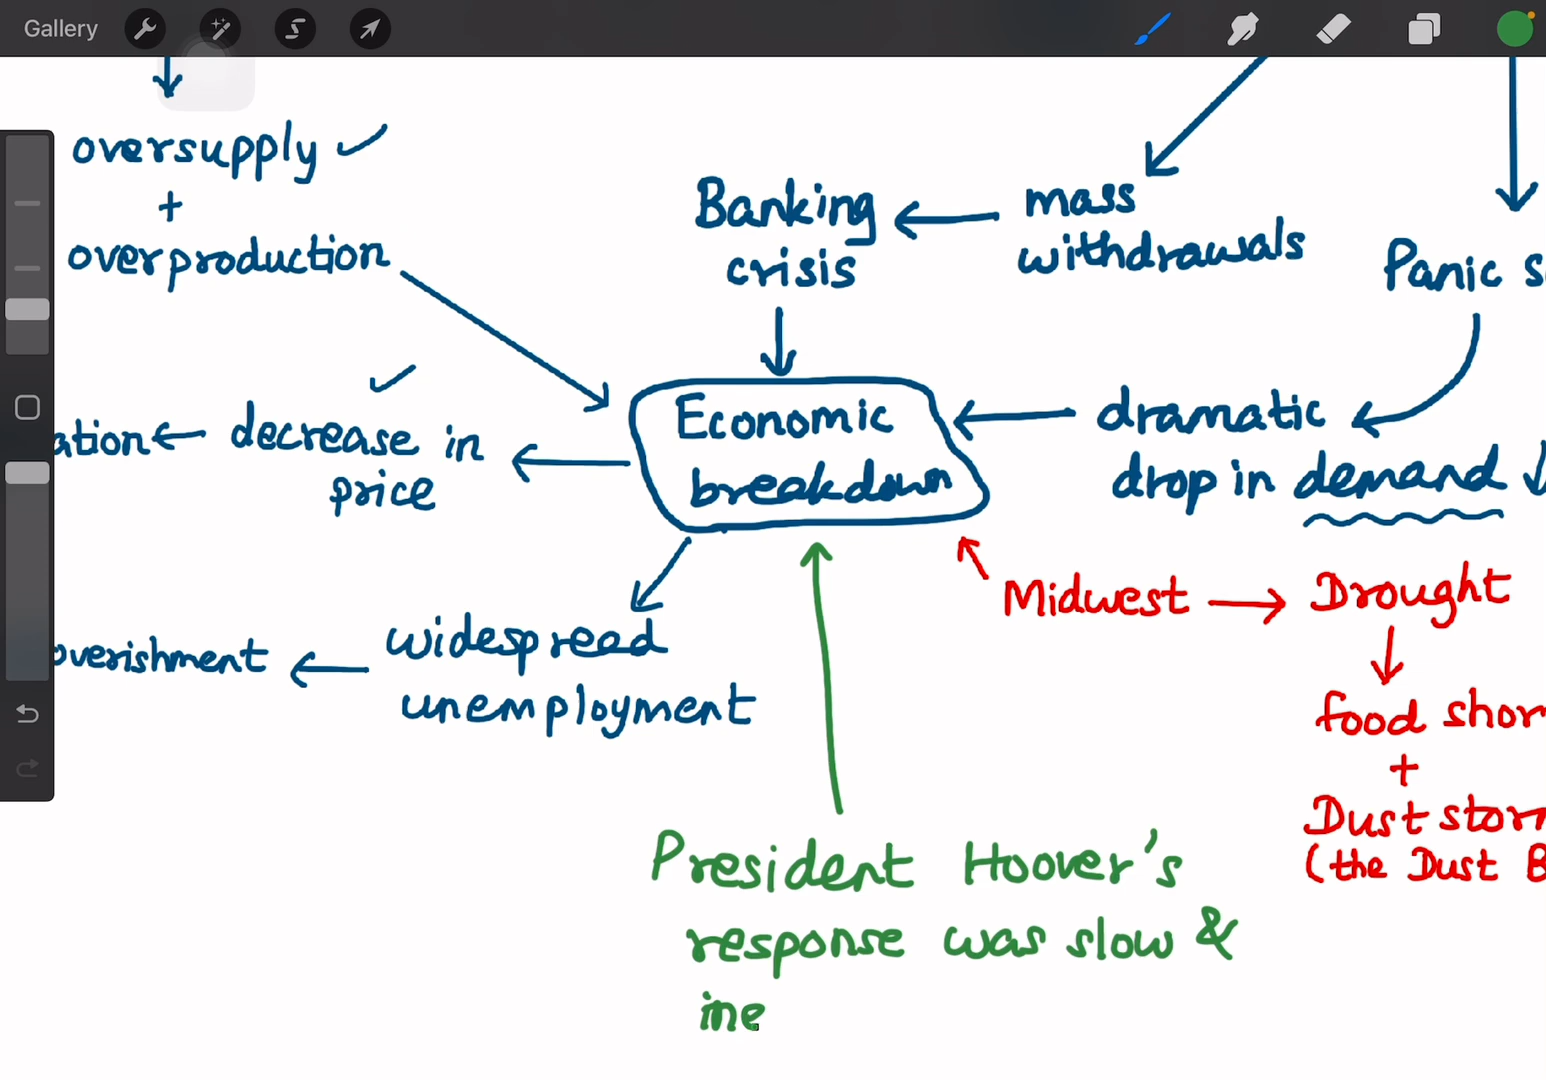 Gallery
oversupply
+
overproduction
Banking
crisis
mass
withdrawals
Panic s
Economic
breakdown
dramatic
drop in demand
ation
decrease in
price
Midwest
Drought
food shor
+
Dust stor
(the Dust B
widespread
unemployment
overishment
President Hoover's
response was slow &
ine